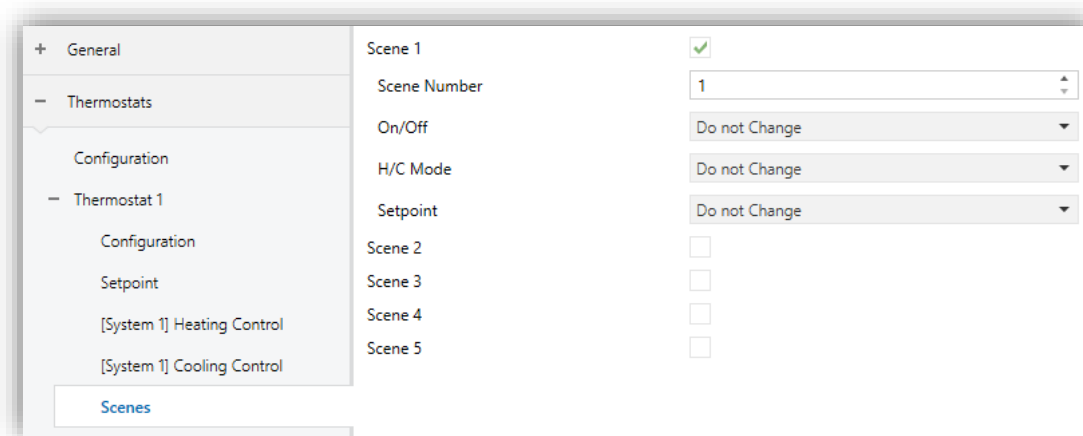 General
Thermostats
Configuration
Thermostat 1
Configuration
Setpoint
[System 1] Heating Control
[System 1] Cooling Control
Scenes
Scene 1
Scene Number 1
On/Off Do not Change
H/C Mode Do not Change
Setpoint Do not Change
Scene 2
Scene 3
Scene 4
Scene 5